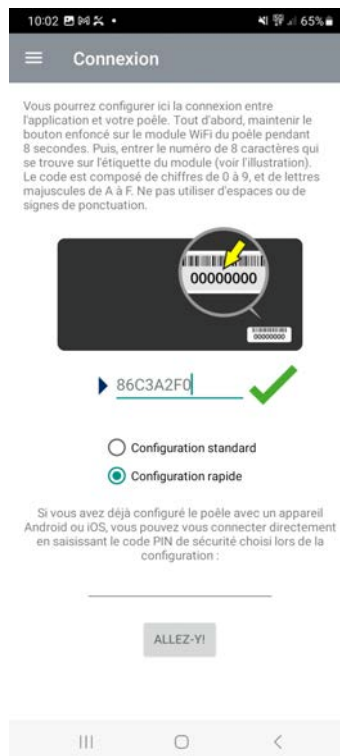 10:02
65%
Connexion
Vous pourrez configurer ici la connexion entre
l'application et votre poêle. Tout d'abord, maintenir le
bouton enfoncé sur le module WiFi du poêle pendant
8 secondes. Puis, entrer le numéro de 8 caractères qui
se trouve sur l'étiquette du module (voir l'illustration).
Le code est composé de chiffres de 0 à 9, et de lettres
majuscules de A à F. Ne pas utiliser d'espaces ou de
signes de ponctuation.
00000000
00000000
86C3A2F0
Configuration standard
Configuration rapide
Si vous avez déjà configuré le poêle avec un appareil
Android ou iOS, vous pouvez vous connecter directement
en saisissant le code PIN de sécurité choisi lors de la
configuration :
ALLEZ-Y!